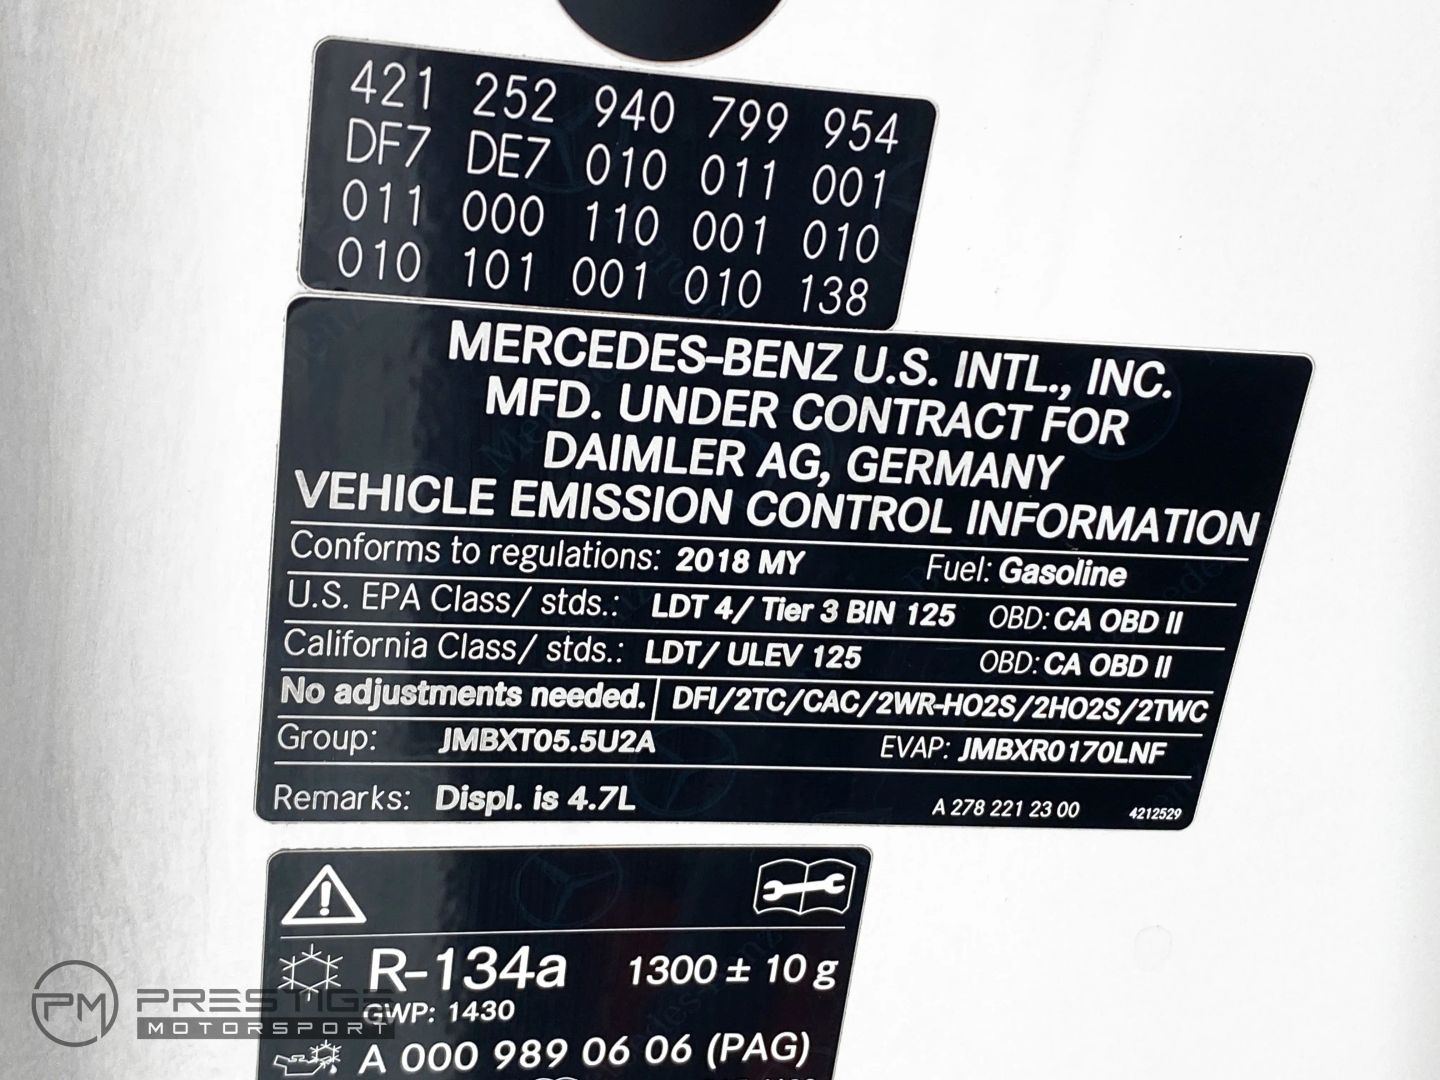 421 252 940 799 954
DF7 DE7 010 011 001
011 000 110 001 010
010 101 001 010 138
MERCEDES-BENZ U.S. INTL., INC.
MFD. UNDER CONTRACT FOR
DAIMLER AG, GERMANY
VEHICLE EMISSION CONTROL INFORMATION
Conforms to regulations: 2018 MY Fuel: Gasoline
U.S. EPA Class/ stds.: LDT 4/ Tier 3 BIN 125 OBD: CA OBD II
California Class/ stds.: LDT/ ULEV 125 OBD: CA OBD II
No adjustments needed. DFI/2TC/CAC/2WR-HO2S/2HO2S/2TWC
Group: JMBXT05.5U2A EVAP: JMBXR0170LNF
Remarks: Displ. is 4.7L A 278 221 23 00 4212529
R-134a 1300 ± 10 g
GWP: 1430
A 000 989 06 06 (PAG)
PM PRESTIGE
MOTORSPORT